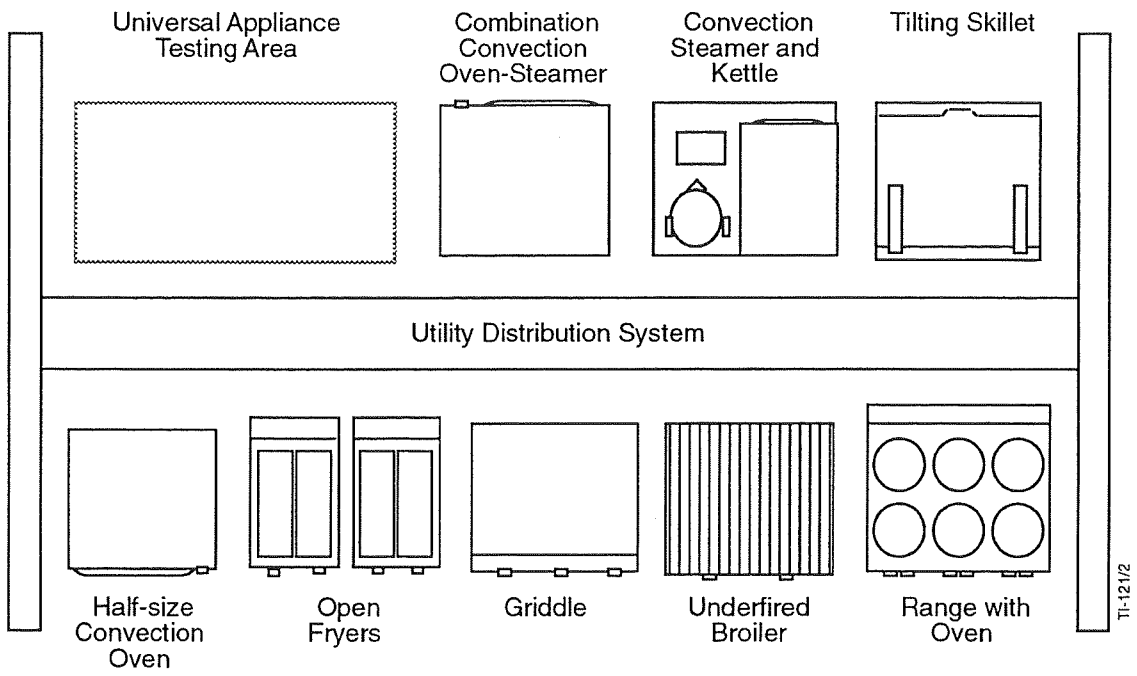 Universal Appliance
Testing Area
Combination
Convection
Oven-Steamer
Convection
Steamer and
Kettle
Tilting Skillet
Utility Distribution System
Half-size
Convection
Oven
Open
Fryers
Griddle
Underfired
Broiler
Range with
Oven
TI-121/2